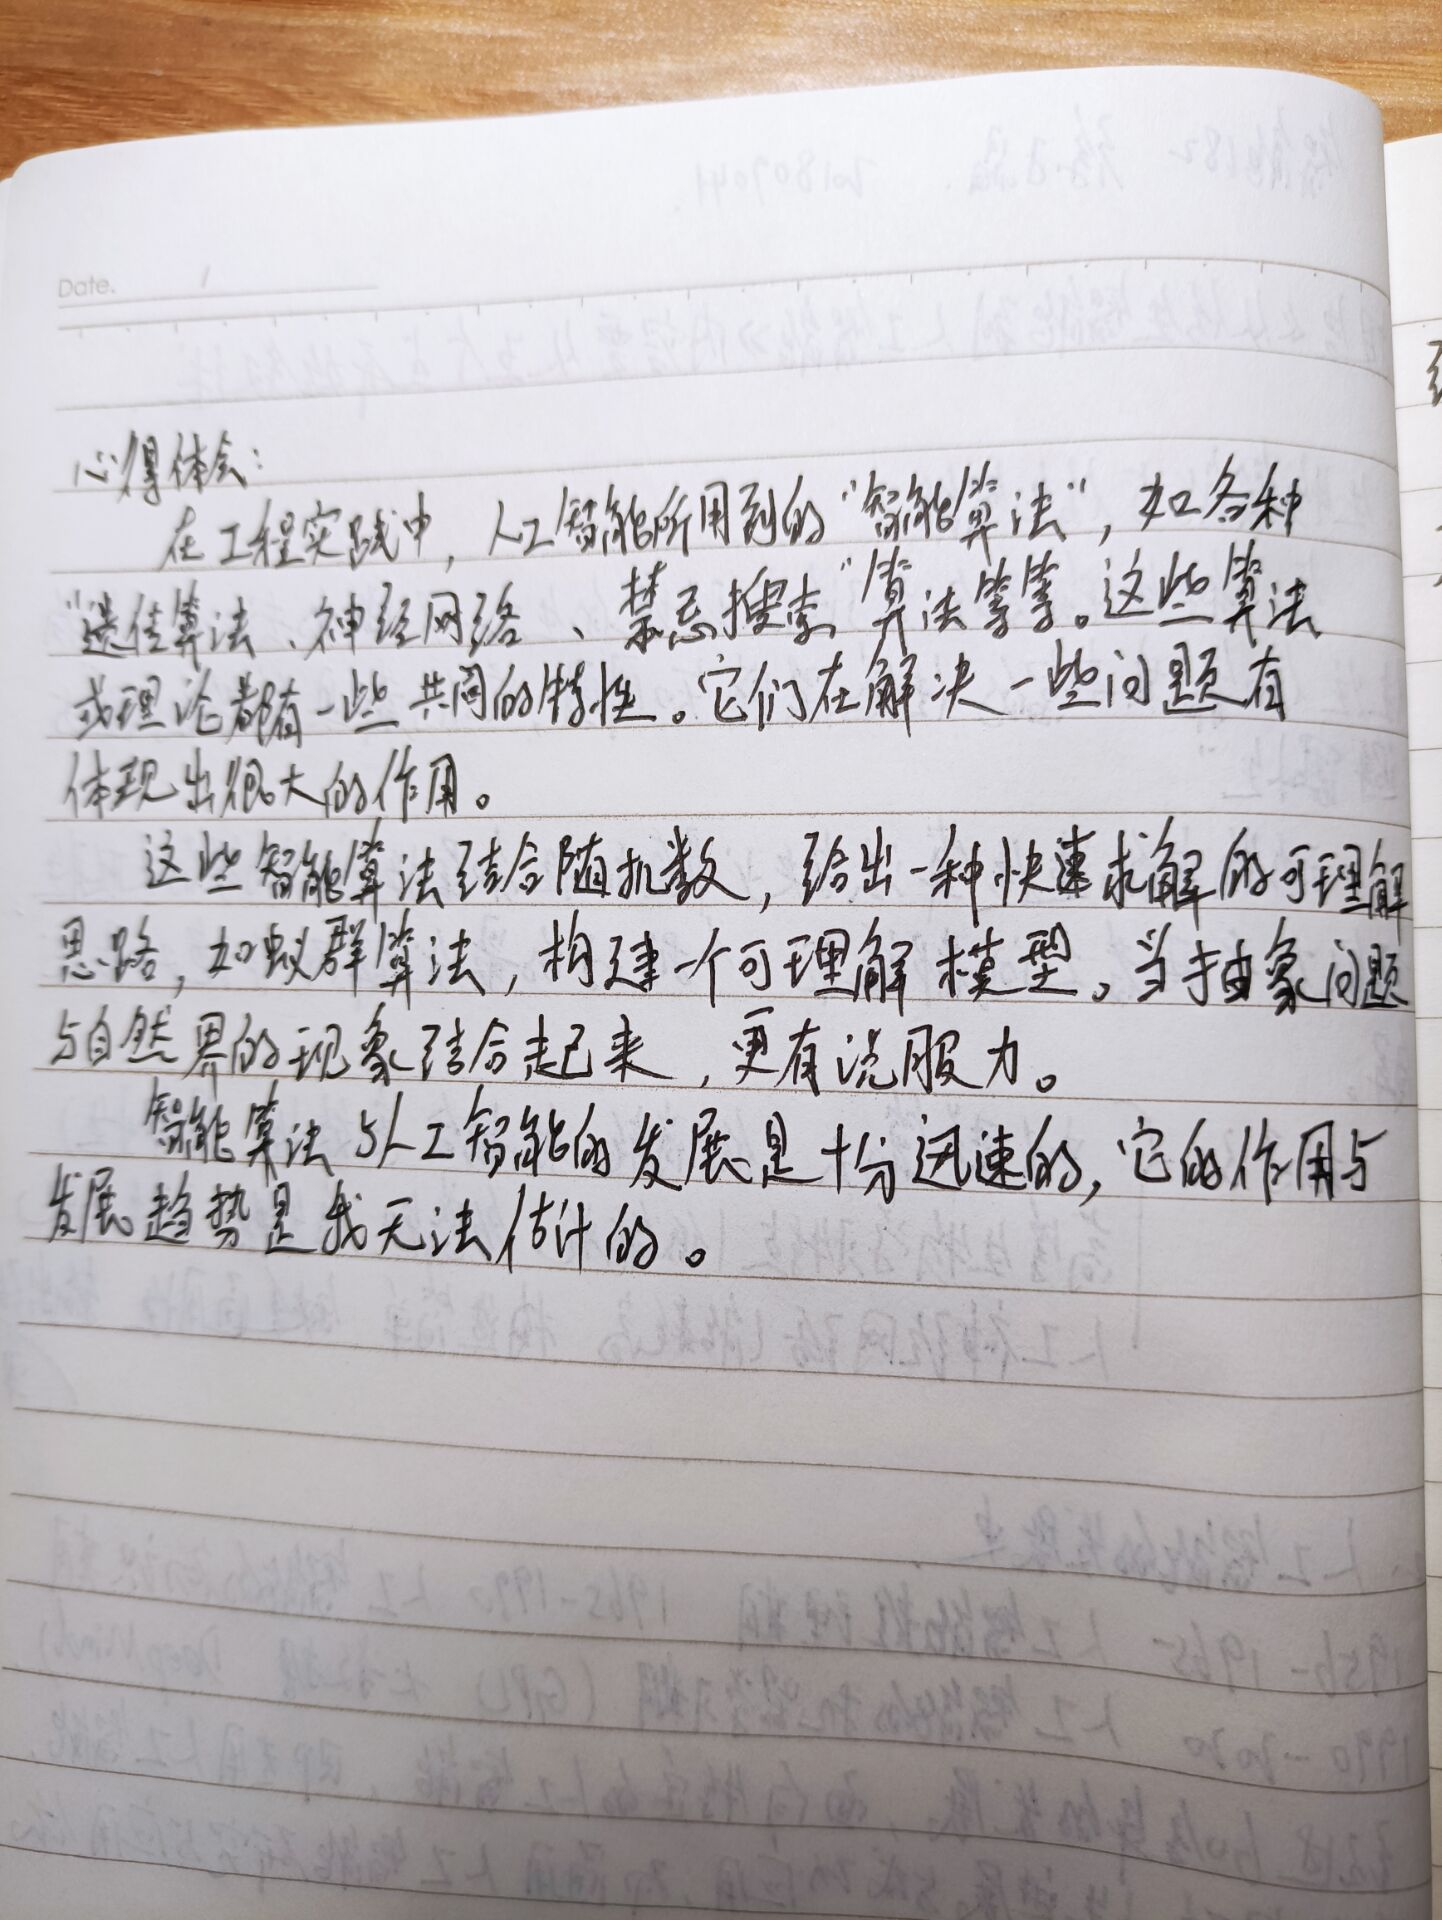 Date.
心得体会：
在工程实践中，人工智能所用到的“智能算法”，如各种
“遗传算法、神经网络、禁忌搜索”算法等等。这些算法
或理论都有一些共同的特性。它们在解决一些问题有
体现出很大的作用。
这些智能算法结合随机数，给出一种快速求解的可理解
思路，如蚁群算法，构建一个可理解模型。当抽象问题
与自然界的现象结合起来，更有说服力。
智能算法与人工智能的发展是十分迅速的，它的作用与
发展趋势是我无法估计的。